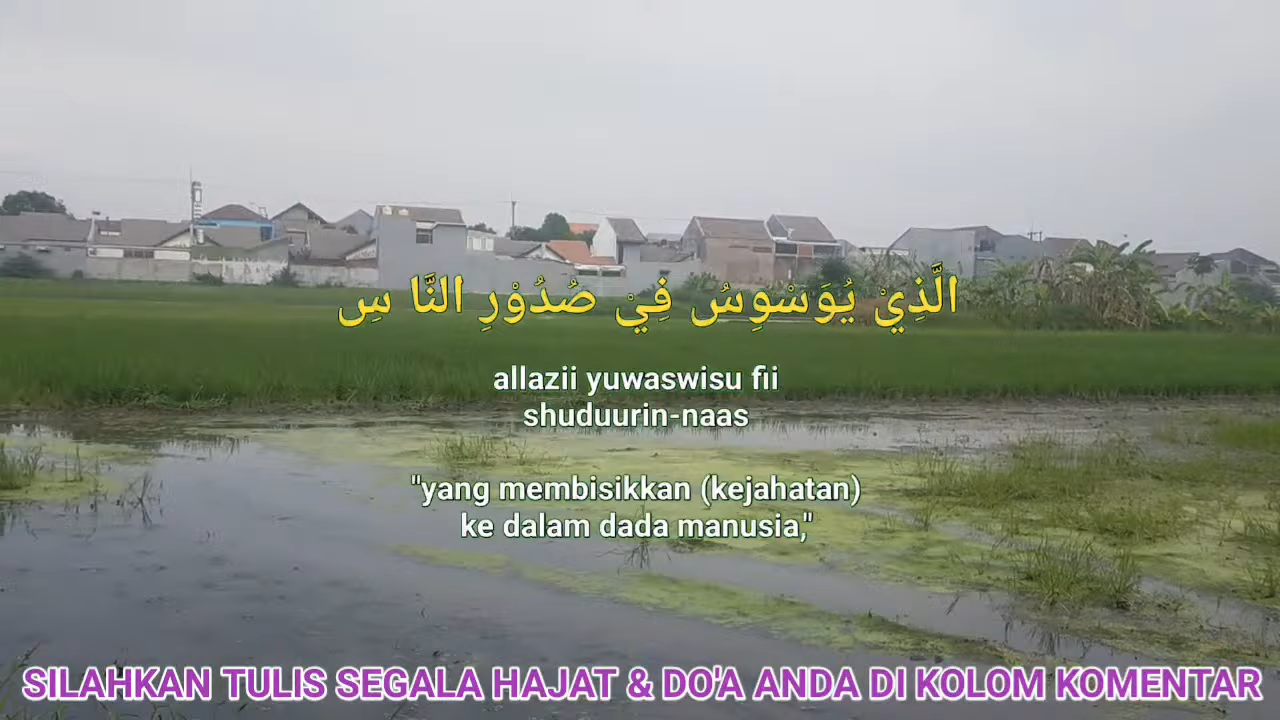 الَّذِيْ يُوَسْوِسُ فِيْ صُدُوْرِ النَّا سِ
allazii yuwaswisu fii
shuduurin-naas
"yang membisikkan (kejahatan)
ke dalam dada manusia,"
SILAHKAN TULIS SEGALA HAJAT & DO'A ANDA DI KOLOM KOMENTAR